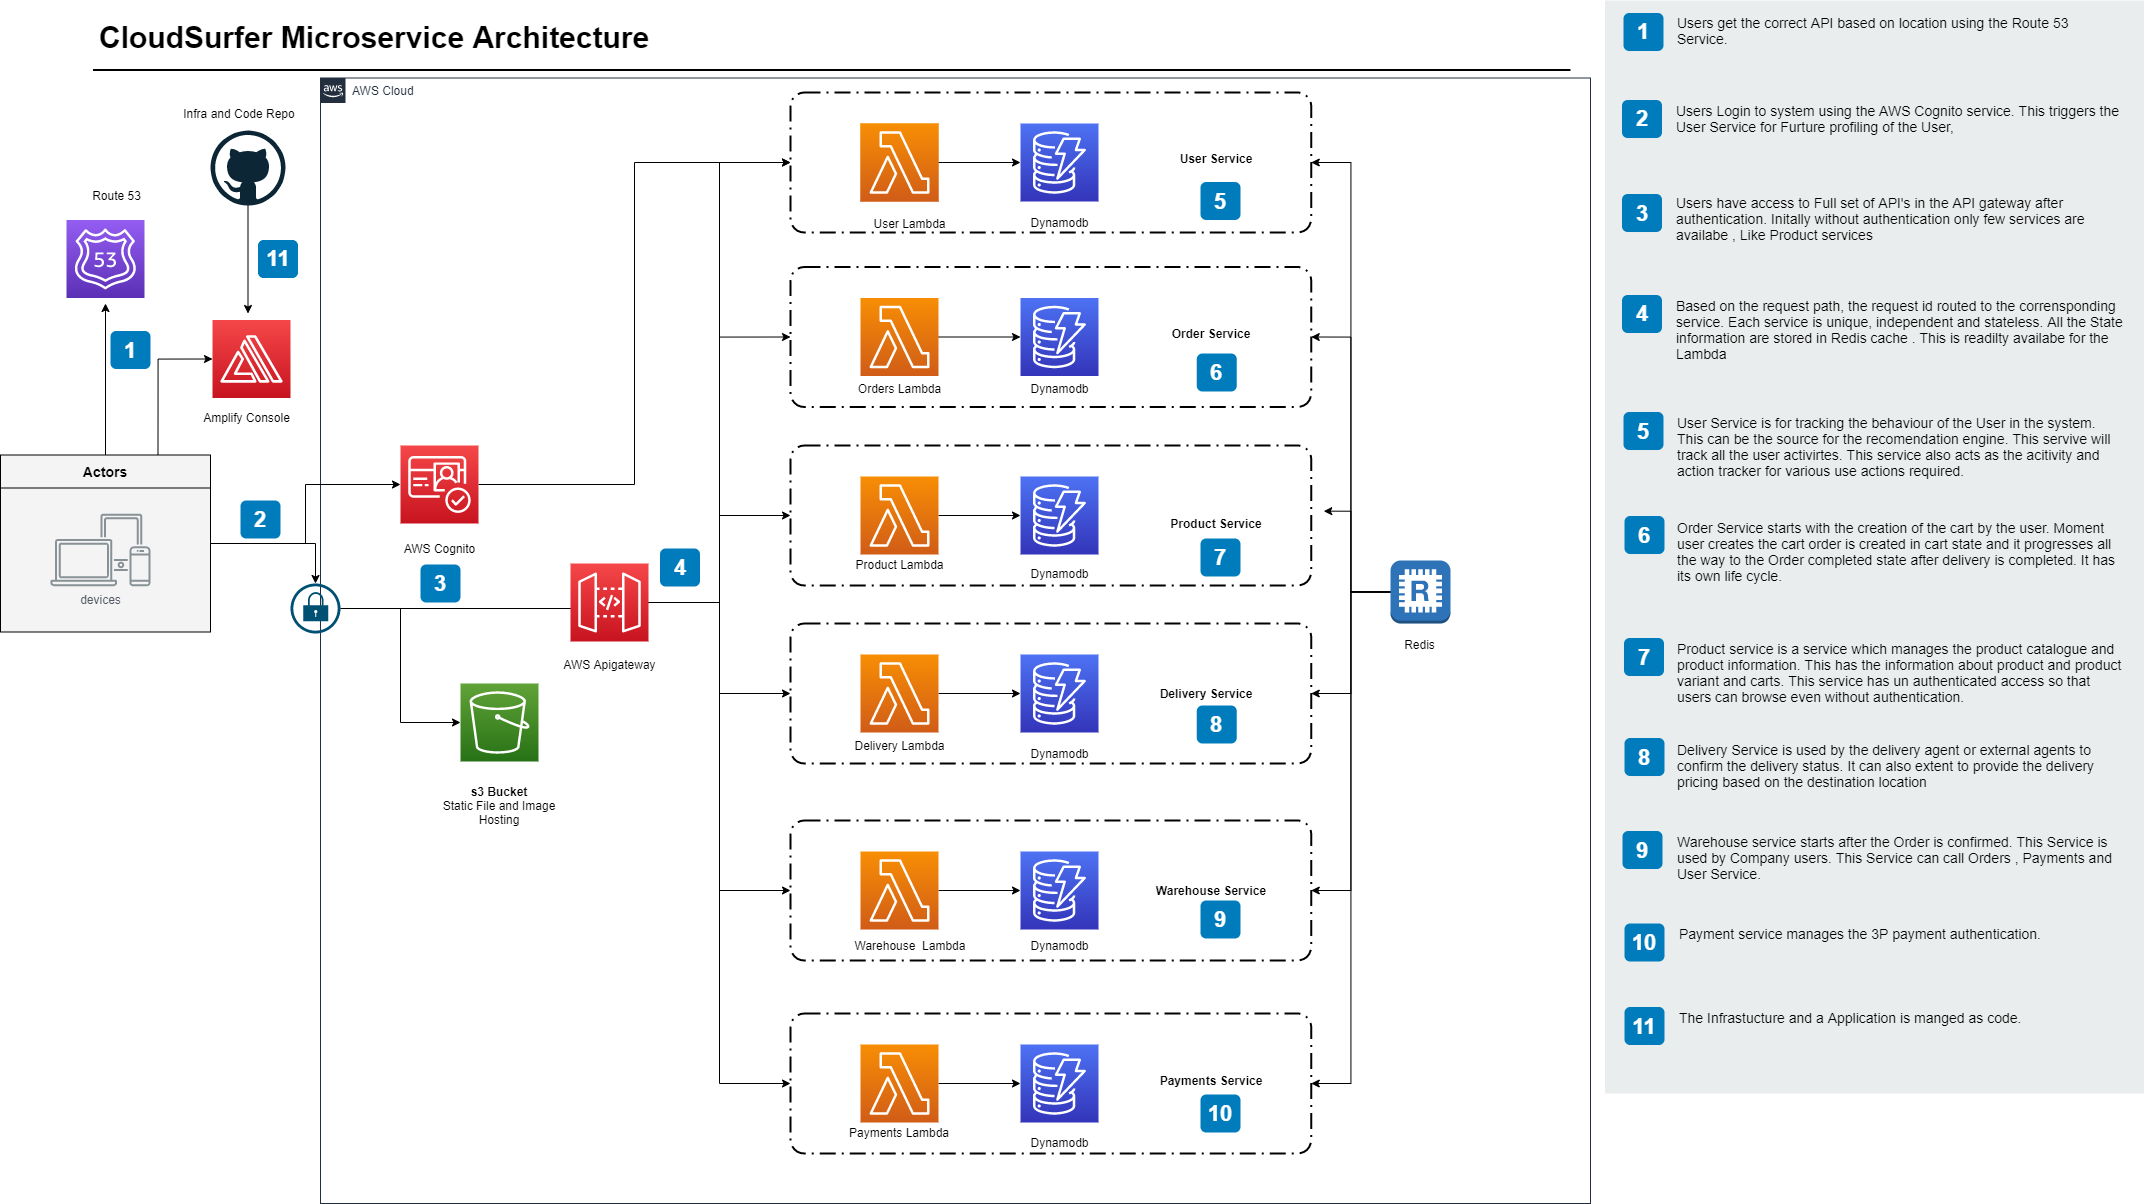 CloudSurfer Microservice Architecture
aws
AWS Cloud
Infra and Code Repo
Route 53
53
11
1
Amplify Console
Actors
devices
2
AWS Cognito
3
4
</>
AWS Apigateway
s3 Bucket
Static File and Image
Hosting
User Service
5
User Lambda
Dynamodb
Order Service
6
Orders Lambda
Dynamodb
Product Service
7
Product Lambda
Dynamodb
Delivery Service
8
Delivery Lambda
Dynamodb
Warehouse Service
9
Warehouse  Lambda
Dynamodb
Payments Service
10
Payments Lambda
Dynamodb
R
Redis
1
Users get the correct API based on location using the Route 53
Service.
2
Users Login to system using the AWS Cognito service. This triggers the
User Service for Furture profiling of the User,
3
Users have access to Full set of API's in the API gateway after
authentication. Initally without authentication only few services are
availabe , Like Product services
4
Based on the request path, the request id routed to the corrensponding
service. Each service is unique, independent and stateless. All the State
information are stored in Redis cache . This is readilty availabe for the
Lambda
5
User Service is for tracking the behaviour of the User in the system.
This can be the source for the recomendation engine. This servive will
track all the user activirtes. This service also acts as the acitivity and
action tracker for various use actions required.
6
Order Service starts with the creation of the cart by the user. Moment
user creates the cart order is created in cart state and it progresses all
the way to the Order completed state after delivery is completed. It has
its own life cycle.
7
Product service is a service which manages the product catalogue and
product information. This has the information about product and product
variant and carts. This service has un authenticated access so that
users can browse even without authentication.
8
Delivery Service is used by the delivery agent or external agents to
confirm the delivery status. It can also extent to provide the delivery
pricing based on the destination location
9
Warehouse service starts after the Order is confirmed. This Service is
used by Company users. This Service can call Orders , Payments and
User Service.
10
Payment service manages the 3P payment authentication.
11
The Infrastucture and a Application is manged as code.